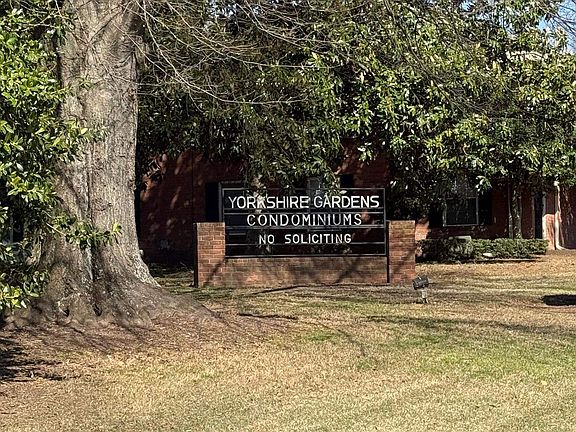 YORKSHIRE GARDENS
CONDOMINIUMS
NO SOLICITING